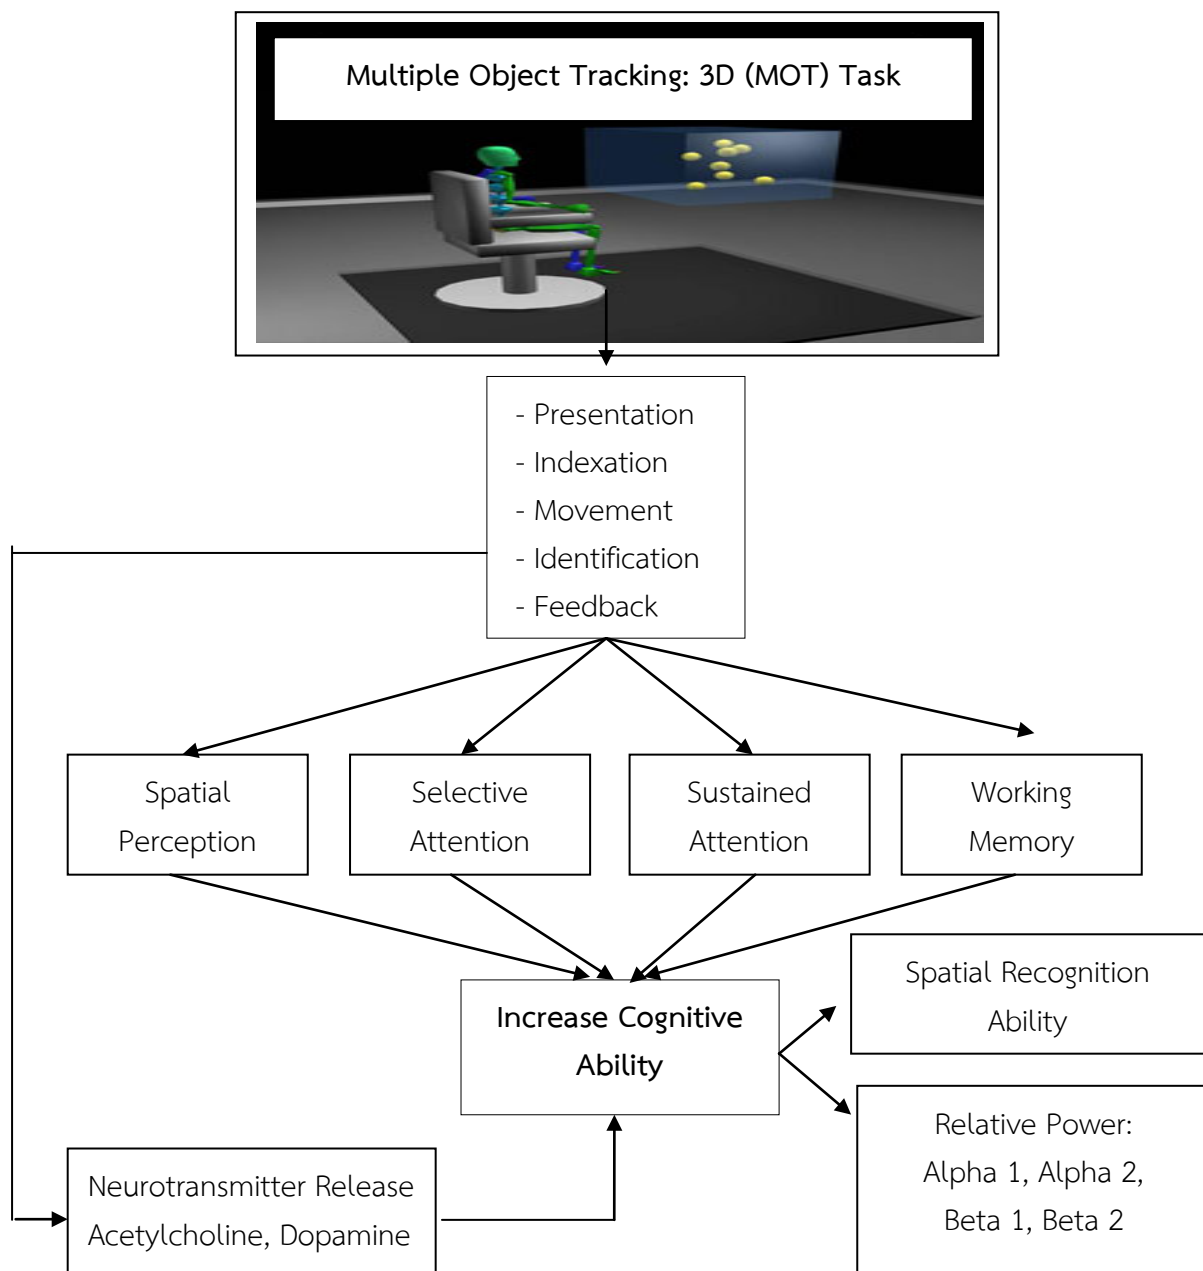 Multiple Object Tracking: 3D (MOT) Task
- Presentation
- Indexation
- Movement
- Identification
- Feedback
Spatial
Perception
Selective
Attention
Sustained
Attention
Working
Memory
Increase Cognitive
Ability
Spatial Recognition
Ability
Relative Power:
Alpha 1, Alpha 2,
Beta 1, Beta 2
Neurotransmitter Release
Acetylcholine, Dopamine